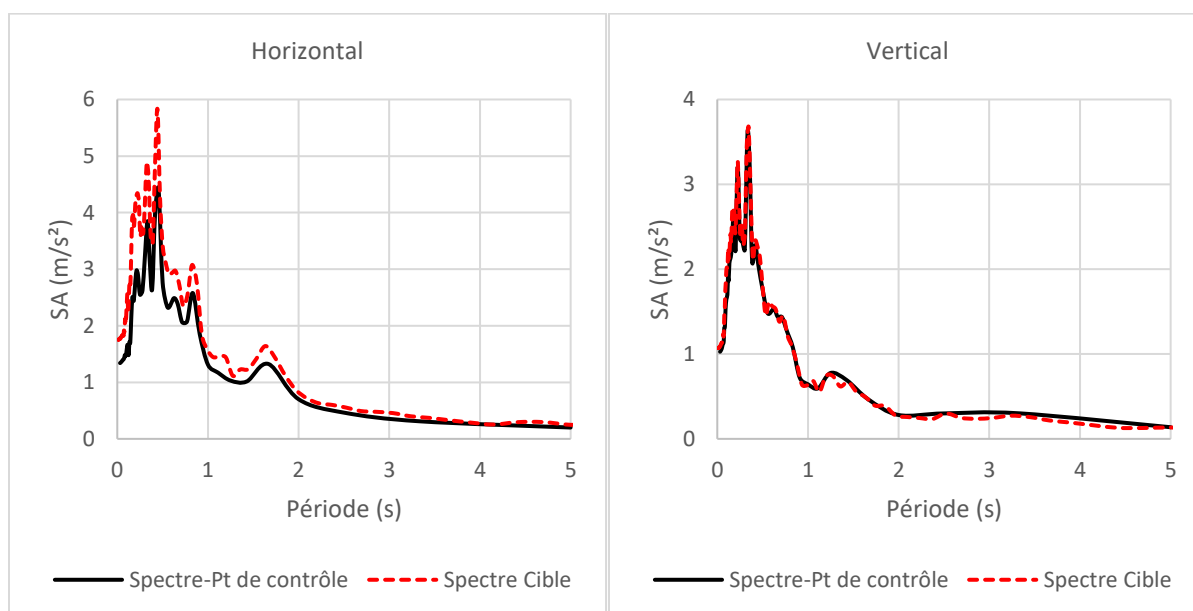 Horizontal
6
5
4
3
2
1
0
SA (m/s²)
0 1 2 3 4 5
Période (s)
Spectre-Pt de contrôle Spectre Cible
Vertical
4
3
2
1
0
SA (m/s²)
0 1 2 3 4 5
Période (s)
Spectre-Pt de contrôle Spectre Cible